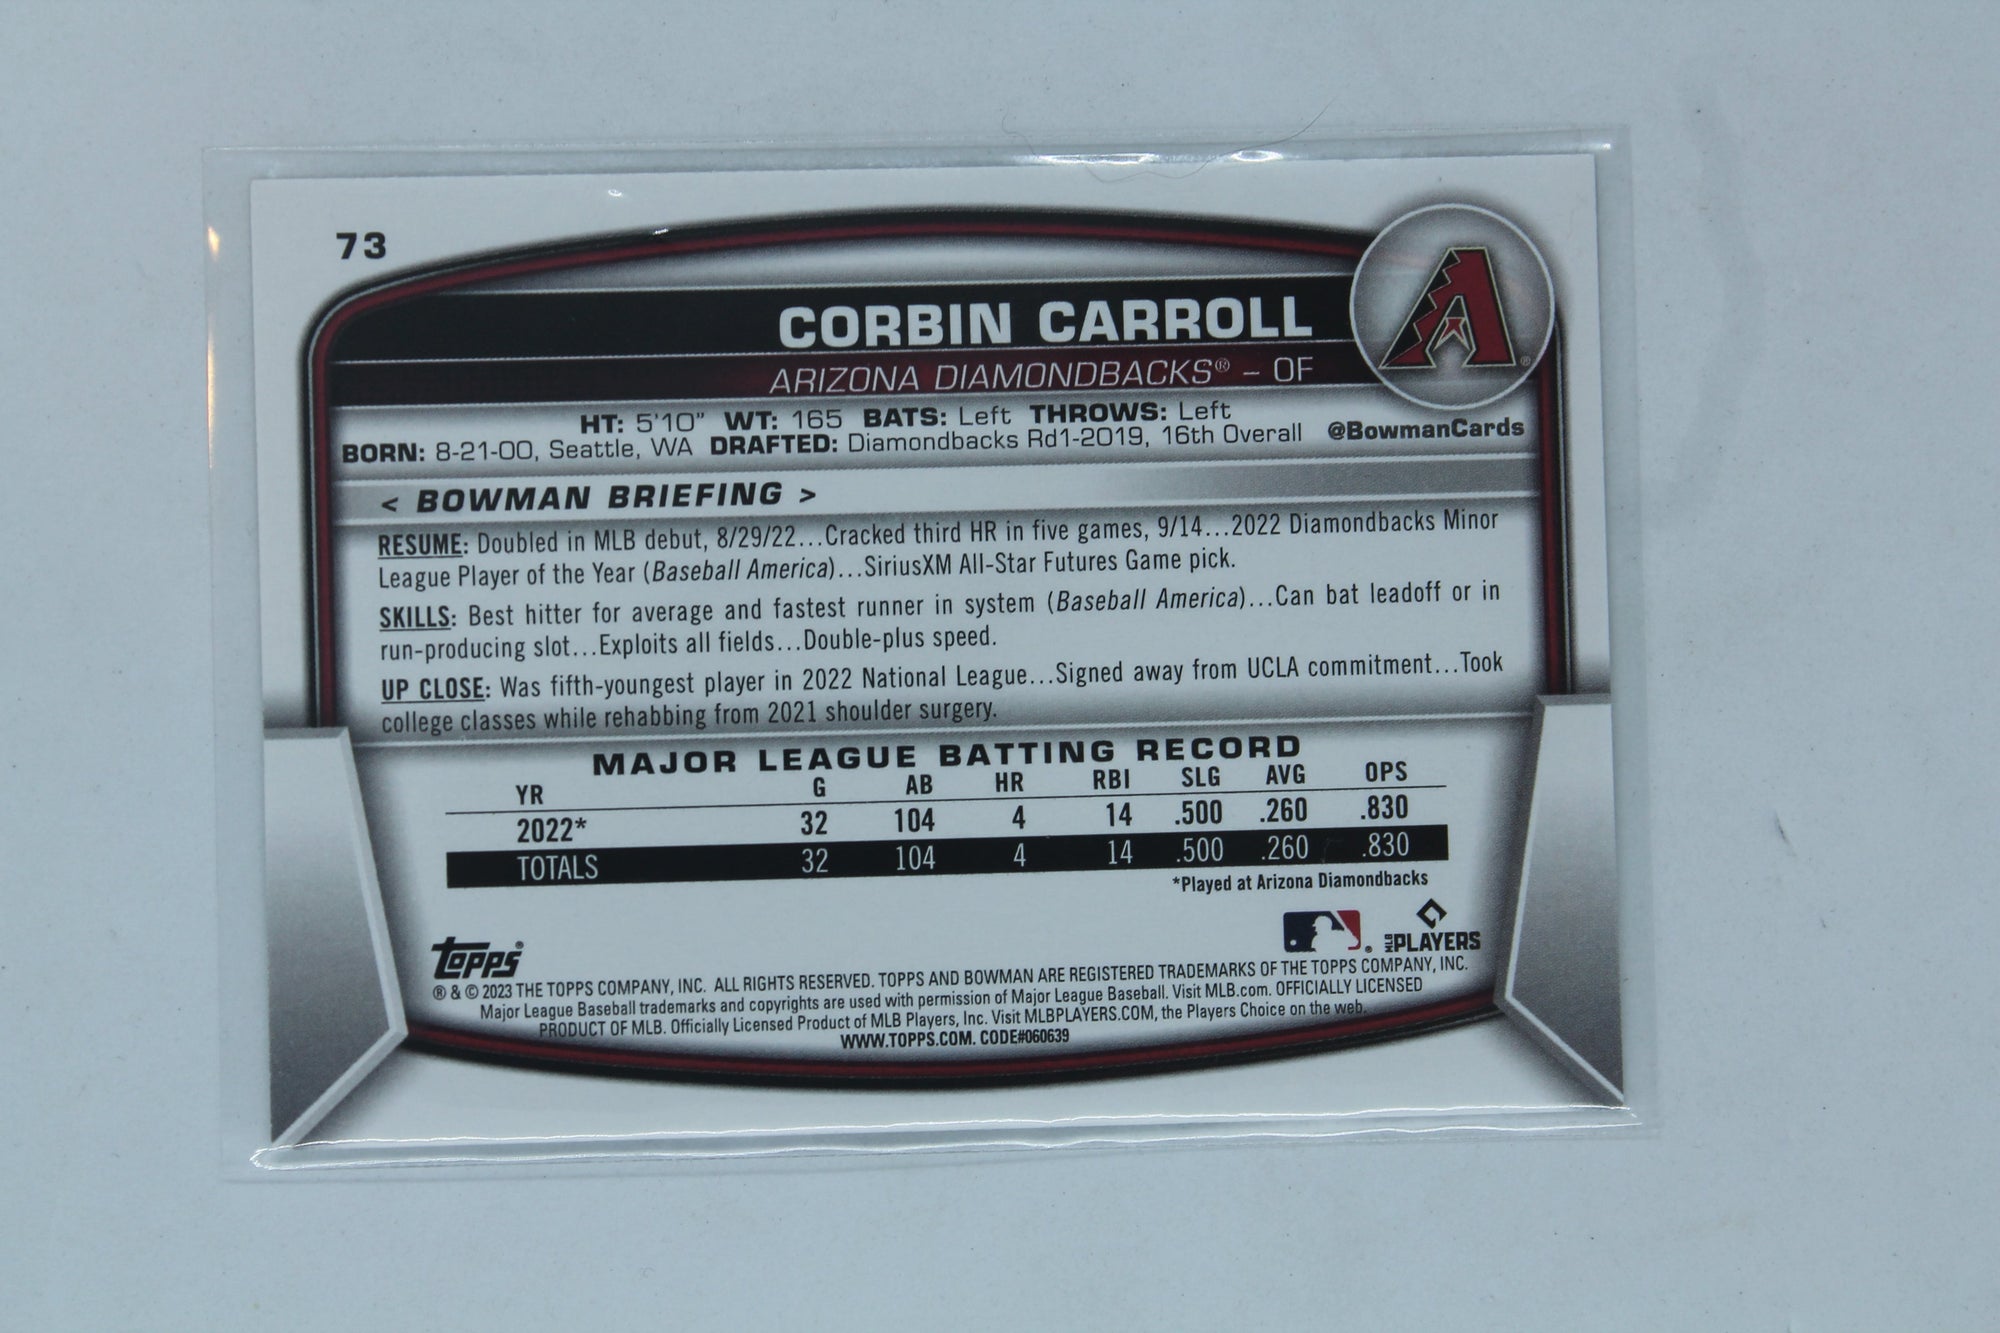 73
CORBIN CARROLL
ARIZONA DIAMONDBACKS® – OF
HT: 5'10" WT: 165 BATS: Left THROWS: Left
BORN: 8-21-00, Seattle, WA DRAFTED: Diamondbacks Rd1-2019, 16th Overall
@BowmanCards
< BOWMAN BRIEFING >
RESUME: Doubled in MLB debut, 8/29/22...Cracked third HR in five games, 9/14...2022 Diamondbacks Minor
League Player of the Year (Baseball America)...SiriusXM All-Star Futures Game pick.
SKILLS: Best hitter for average and fastest runner in system (Baseball America)...Can bat leadoff or in
run-producing slot...Exploits all fields...Double-plus speed.
UP CLOSE: Was fifth-youngest player in 2022 National League...Signed away from UCLA commitment...Took
college classes while rehabbing from 2021 shoulder surgery.
MAJOR LEAGUE BATTING RECORD
YR G AB HR RBI SLG AVG OPS
2022* 32 104 4 14 .500 .260 .830
TOTALS 32 104 4 14 .500 .260 .830
*Played at Arizona Diamondbacks
Topps®
MLB PLAYERS
® & © 2023 THE TOPPS COMPANY, INC. ALL RIGHTS RESERVED. TOPPS AND BOWMAN ARE REGISTERED TRADEMARKS OF THE TOPPS COMPANY, INC.
Major League Baseball trademarks and copyrights are used with permission of Major League Baseball. Visit MLB.com. OFFICIALLY LICENSED
PRODUCT OF MLB. Officially Licensed Product of MLB Players, Inc. Visit MLBPLAYERS.COM, the Players Choice on the web.
WWW.TOPPS.COM. CODE#060639